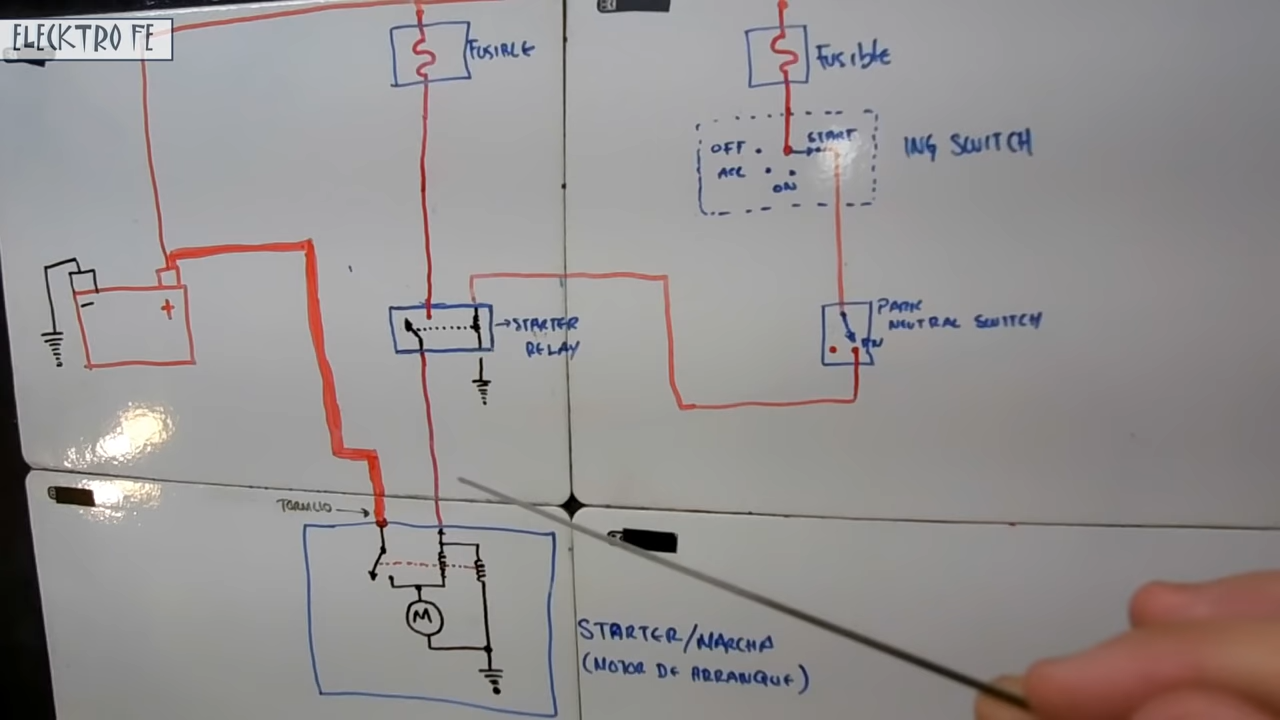 ELECKTRO FE
FUSIBLE
Fusible
OFF
START
ACC
ON
ING SWITCH
-
+
STARTER
RELAY
PARK
NEUTRAL SWITCH
PN
TORNILLO
M
STARTER/MARCHA
(MOTOR DE ARRANQUE)